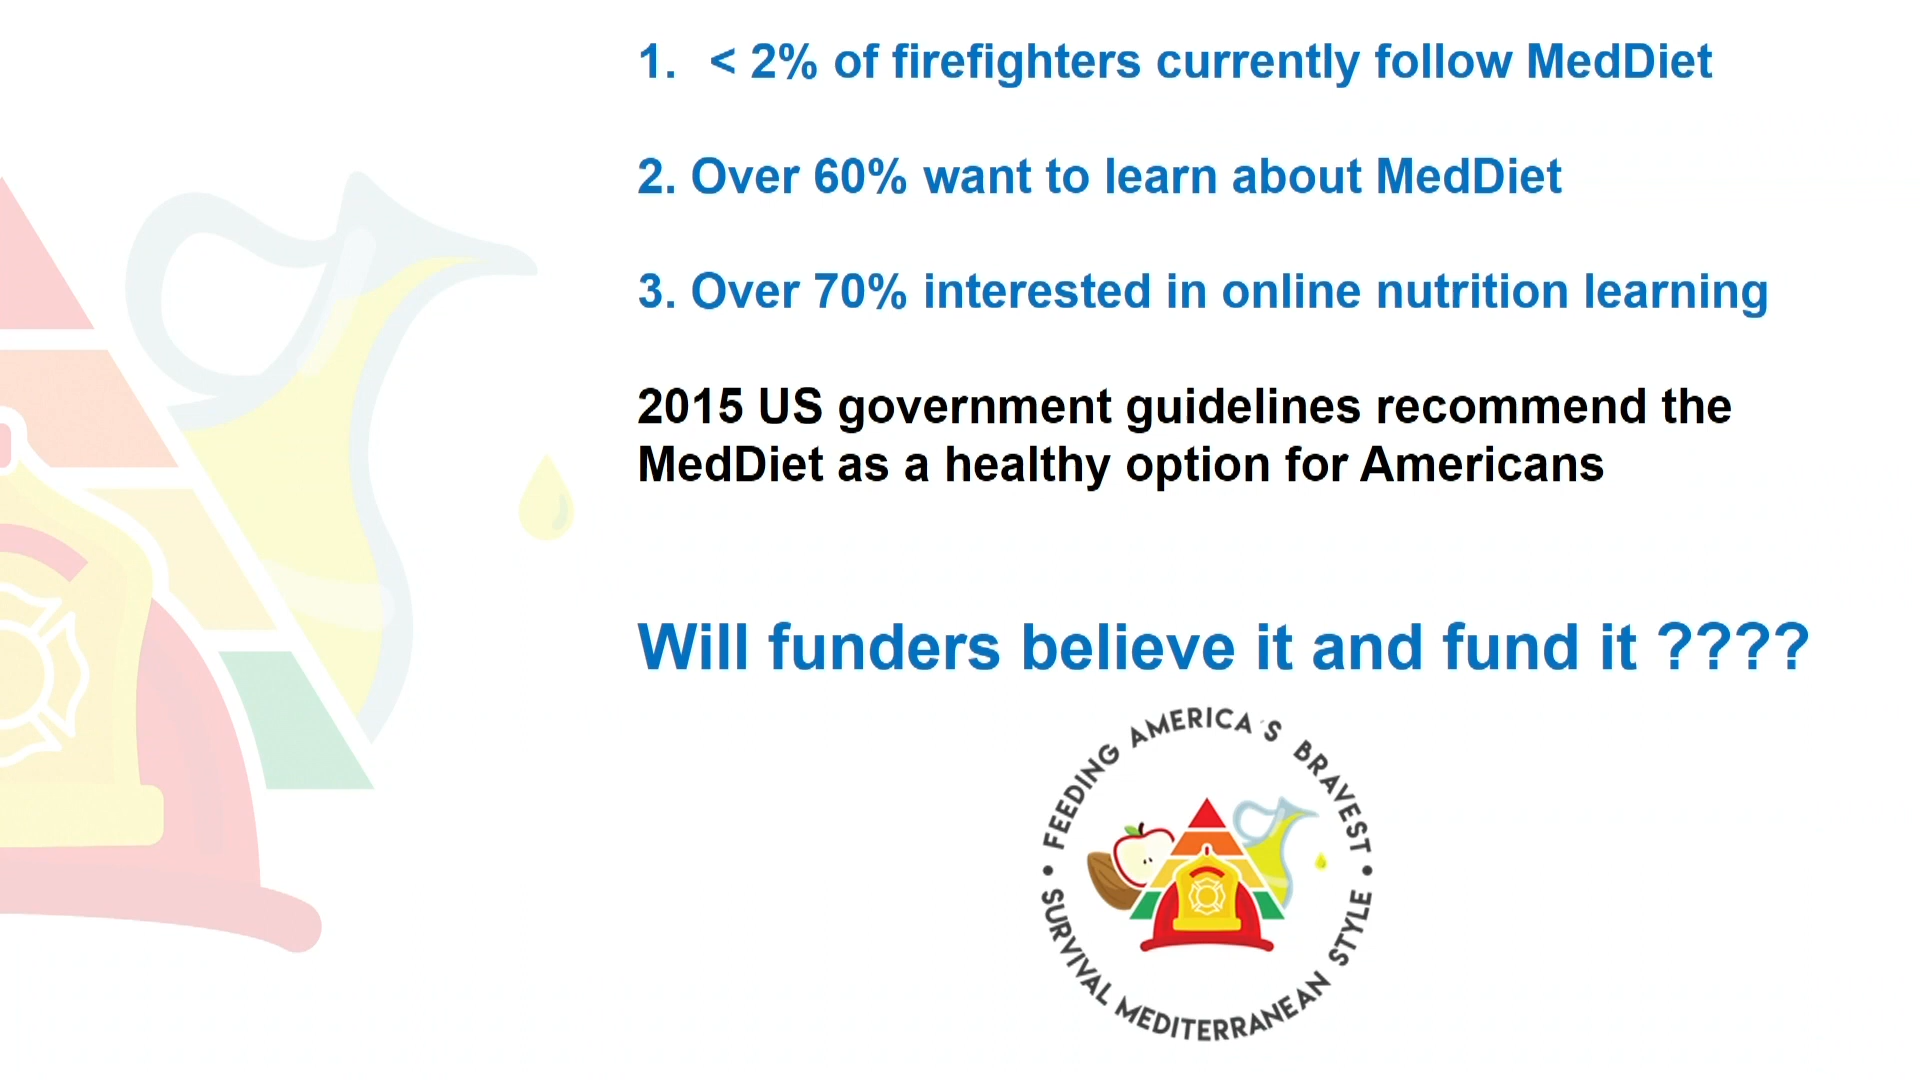 1. < 2% of firefighters currently follow MedDiet
2. Over 60% want to learn about MedDiet
3. Over 70% interested in online nutrition learning
2015 US government guidelines recommend the
MedDiet as a healthy option for Americans
Will funders believe it and fund it ????
• FEEDING AMERICA´S BRAVEST •
SURVIVAL MEDITERRANEAN STYLE